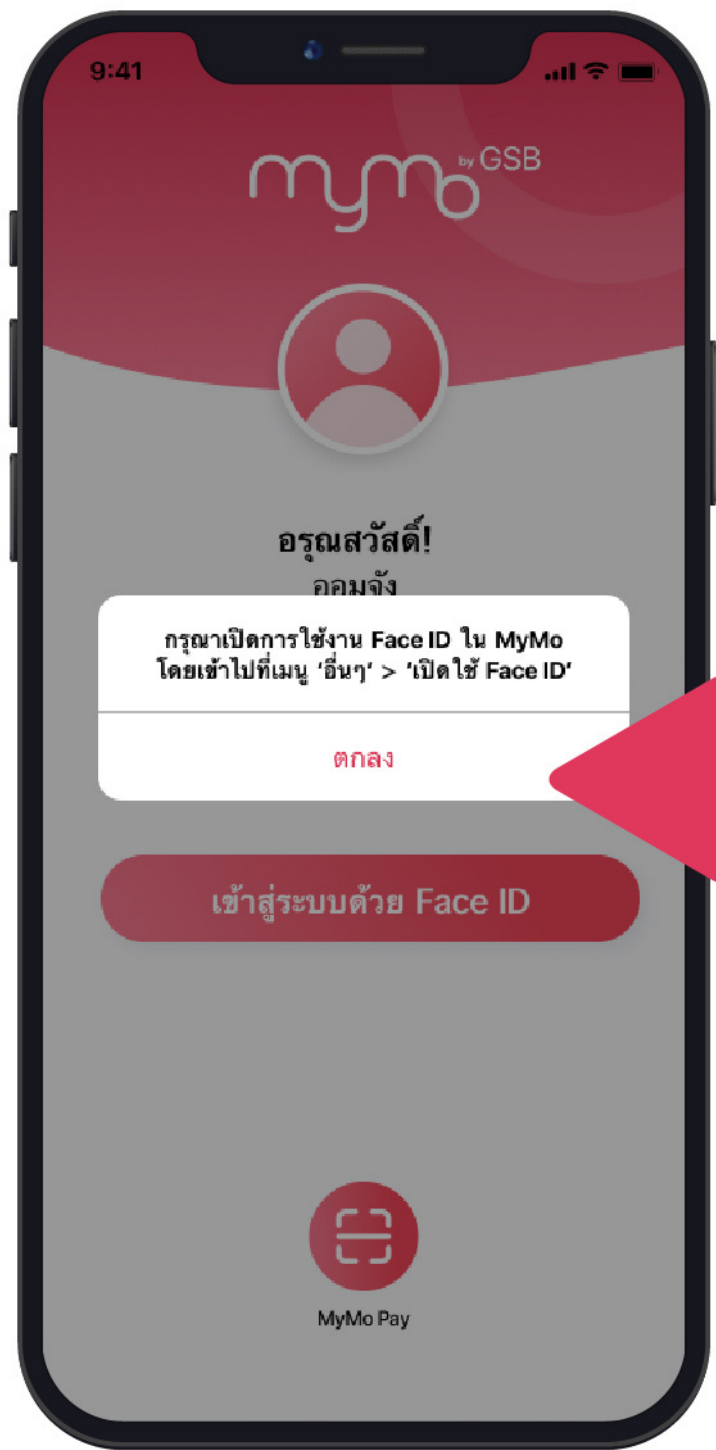 9:41
mymo by GSB
อรุณสวัสดิ์!
ออมจัง
กรุณาเปิดการใช้งาน Face ID ใน MyMo
โดยเข้าไปที่เมนู ‘อื่นๆ‘ > ‘เปิดใช้ Face ID’
ตกลง
เข้าสู่ระบบด้วย Face ID
MyMo Pay